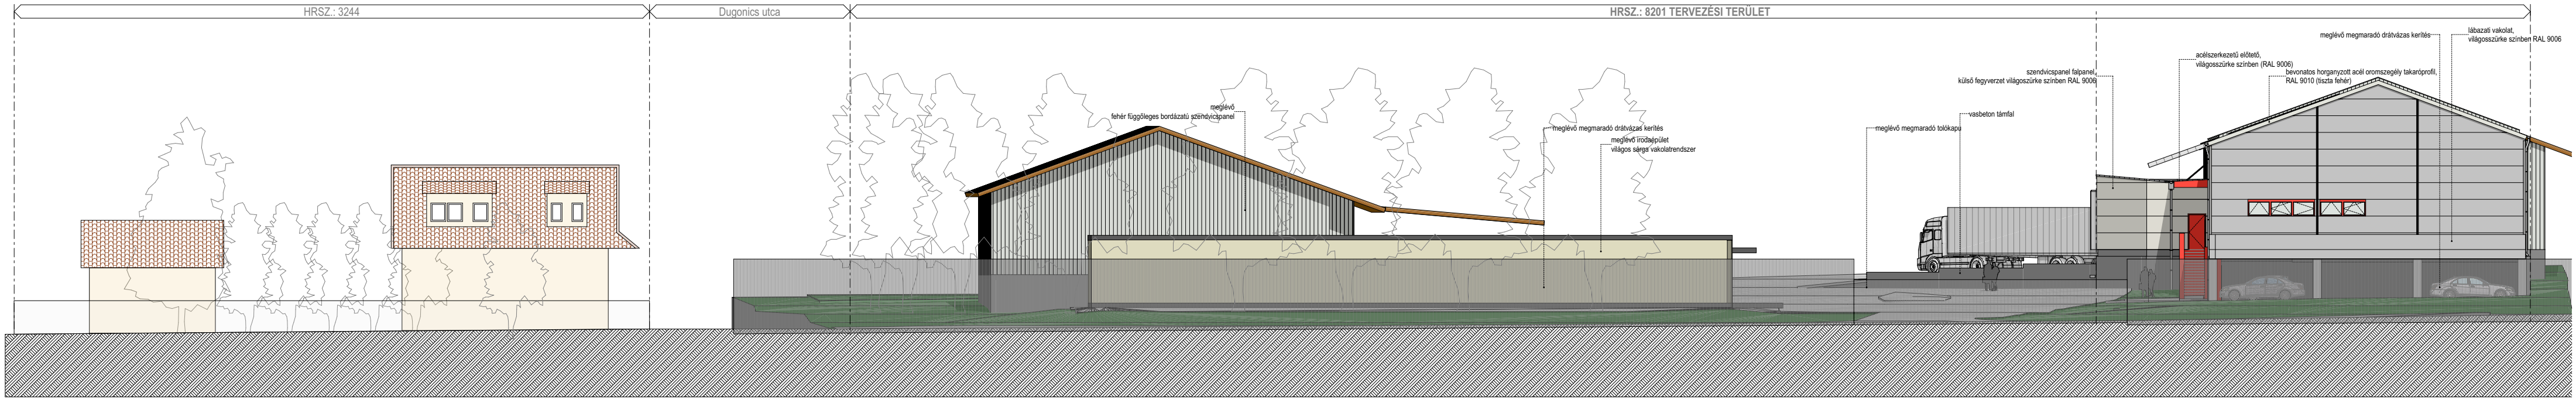 HRSZ.: 3244
Dugonics utca
HRSZ.: 8201 TERVEZÉSI TERÜLET
meglévő
fehér függőleges bordázatú szendvicspanel
meglévő megmaradó drátvázas kerítés
meglévő irodaépület
világos sárga vakolatrendszer
meglévő megmaradó tolókapu
vasbeton támfal
szendvicspanel falpanel,
külső fegyverzet világosszürke színben RAL 9006
acélszerkezetű előtető,
világosszürke színben (RAL 9006)
bevonatos horganyzott acél oromszegély takaróprofil,
RAL 9010 (tiszta fehér)
meglévő megmaradó drátvázas kerítés
lábazati vakolat,
világosszürke színben RAL 9006